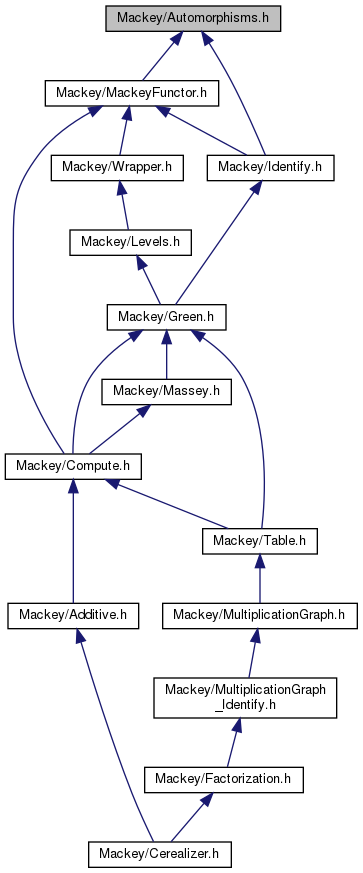 Mackey/Automorphisms.h
Mackey/MackeyFunctor.h
Mackey/Wrapper.h
Mackey/Identify.h
Mackey/Levels.h
Mackey/Green.h
Mackey/Massey.h
Mackey/Compute.h
Mackey/Table.h
Mackey/Additive.h
Mackey/MultiplicationGraph.h
Mackey/MultiplicationGraph
_Identify.h
Mackey/Factorization.h
Mackey/Cerealizer.h